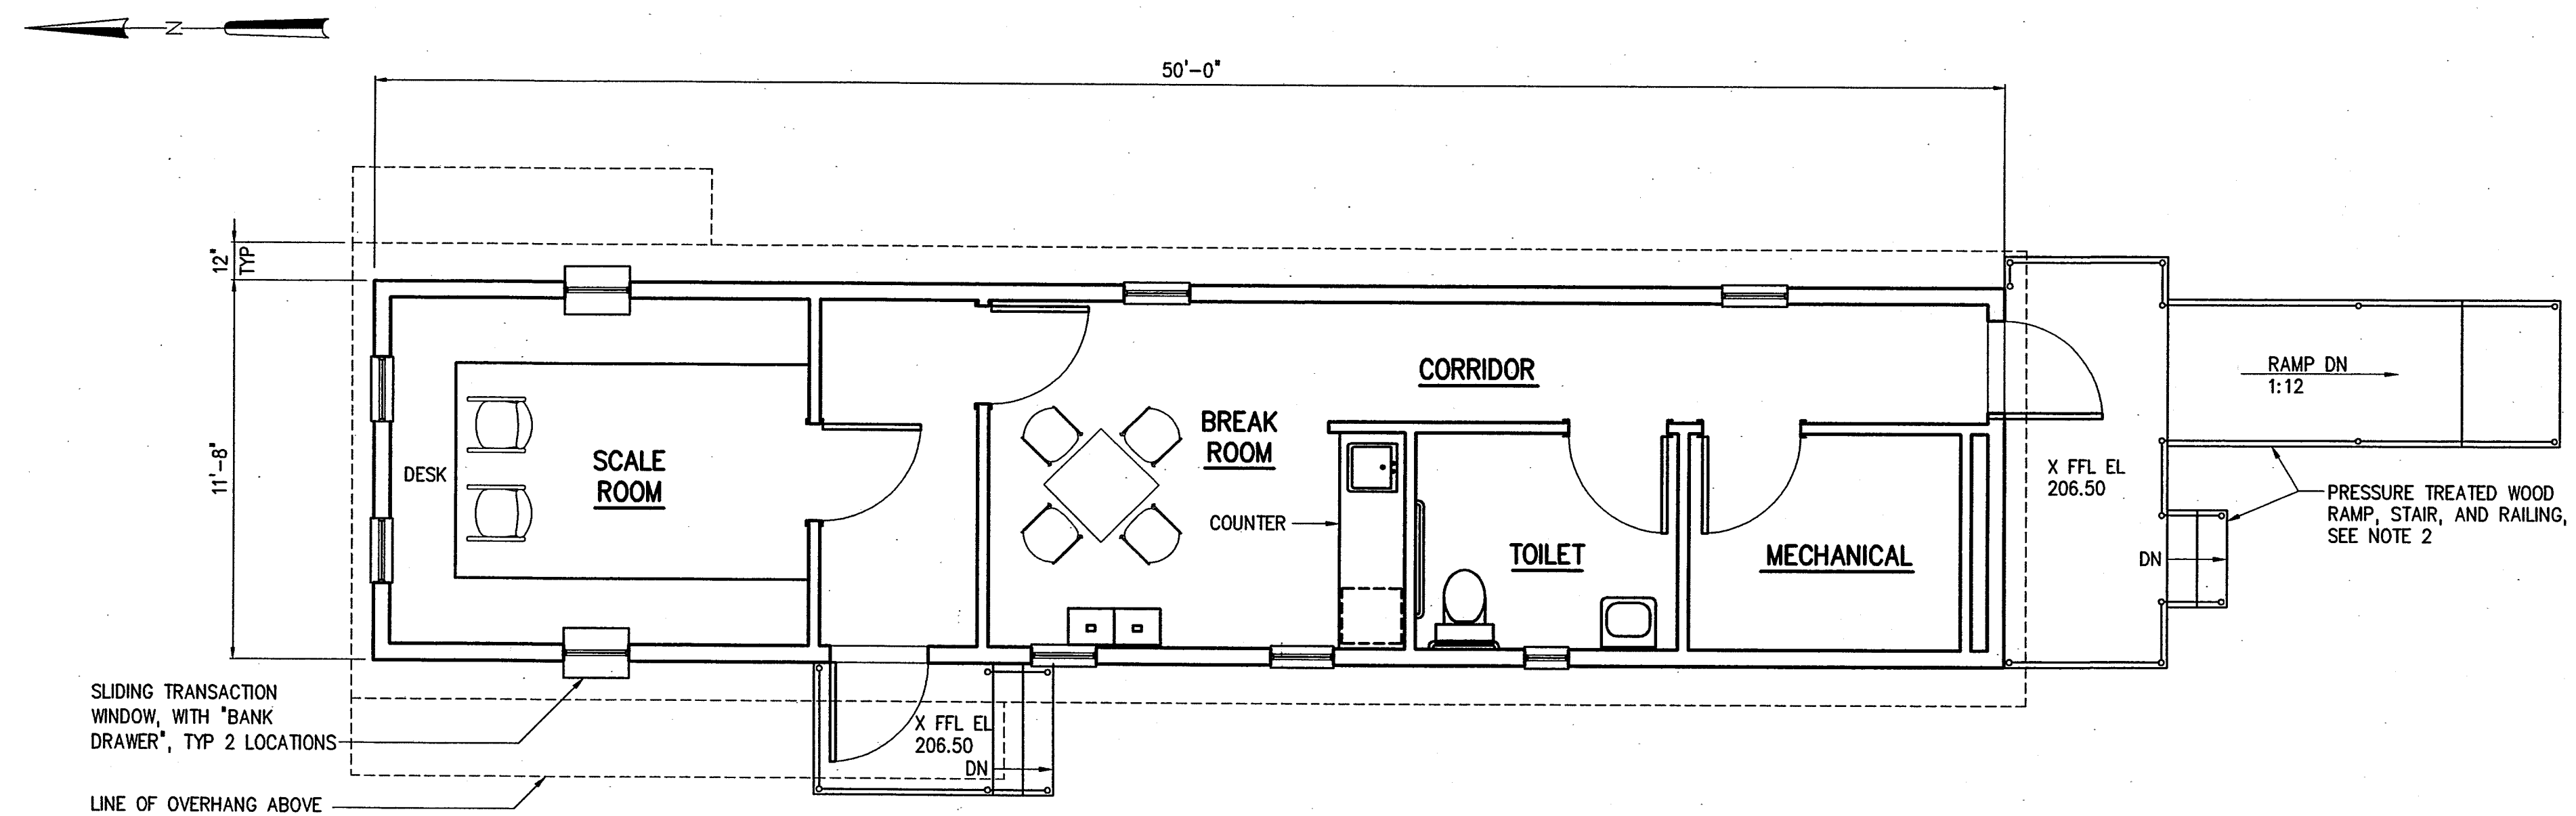 N
50'-0"
12"
TYP
11'-8"
CORRIDOR
RAMP DN
1:12
BREAK
ROOM
SCALE
ROOM
DESK
X FFL EL
206.50
PRESSURE TREATED WOOD
RAMP, STAIR, AND RAILING,
SEE NOTE 2
COUNTER
TOILET
MECHANICAL
DN
SLIDING TRANSACTION
WINDOW, WITH "BANK
DRAWER", TYP 2 LOCATIONS
X FFL EL
206.50
DN
LINE OF OVERHANG ABOVE